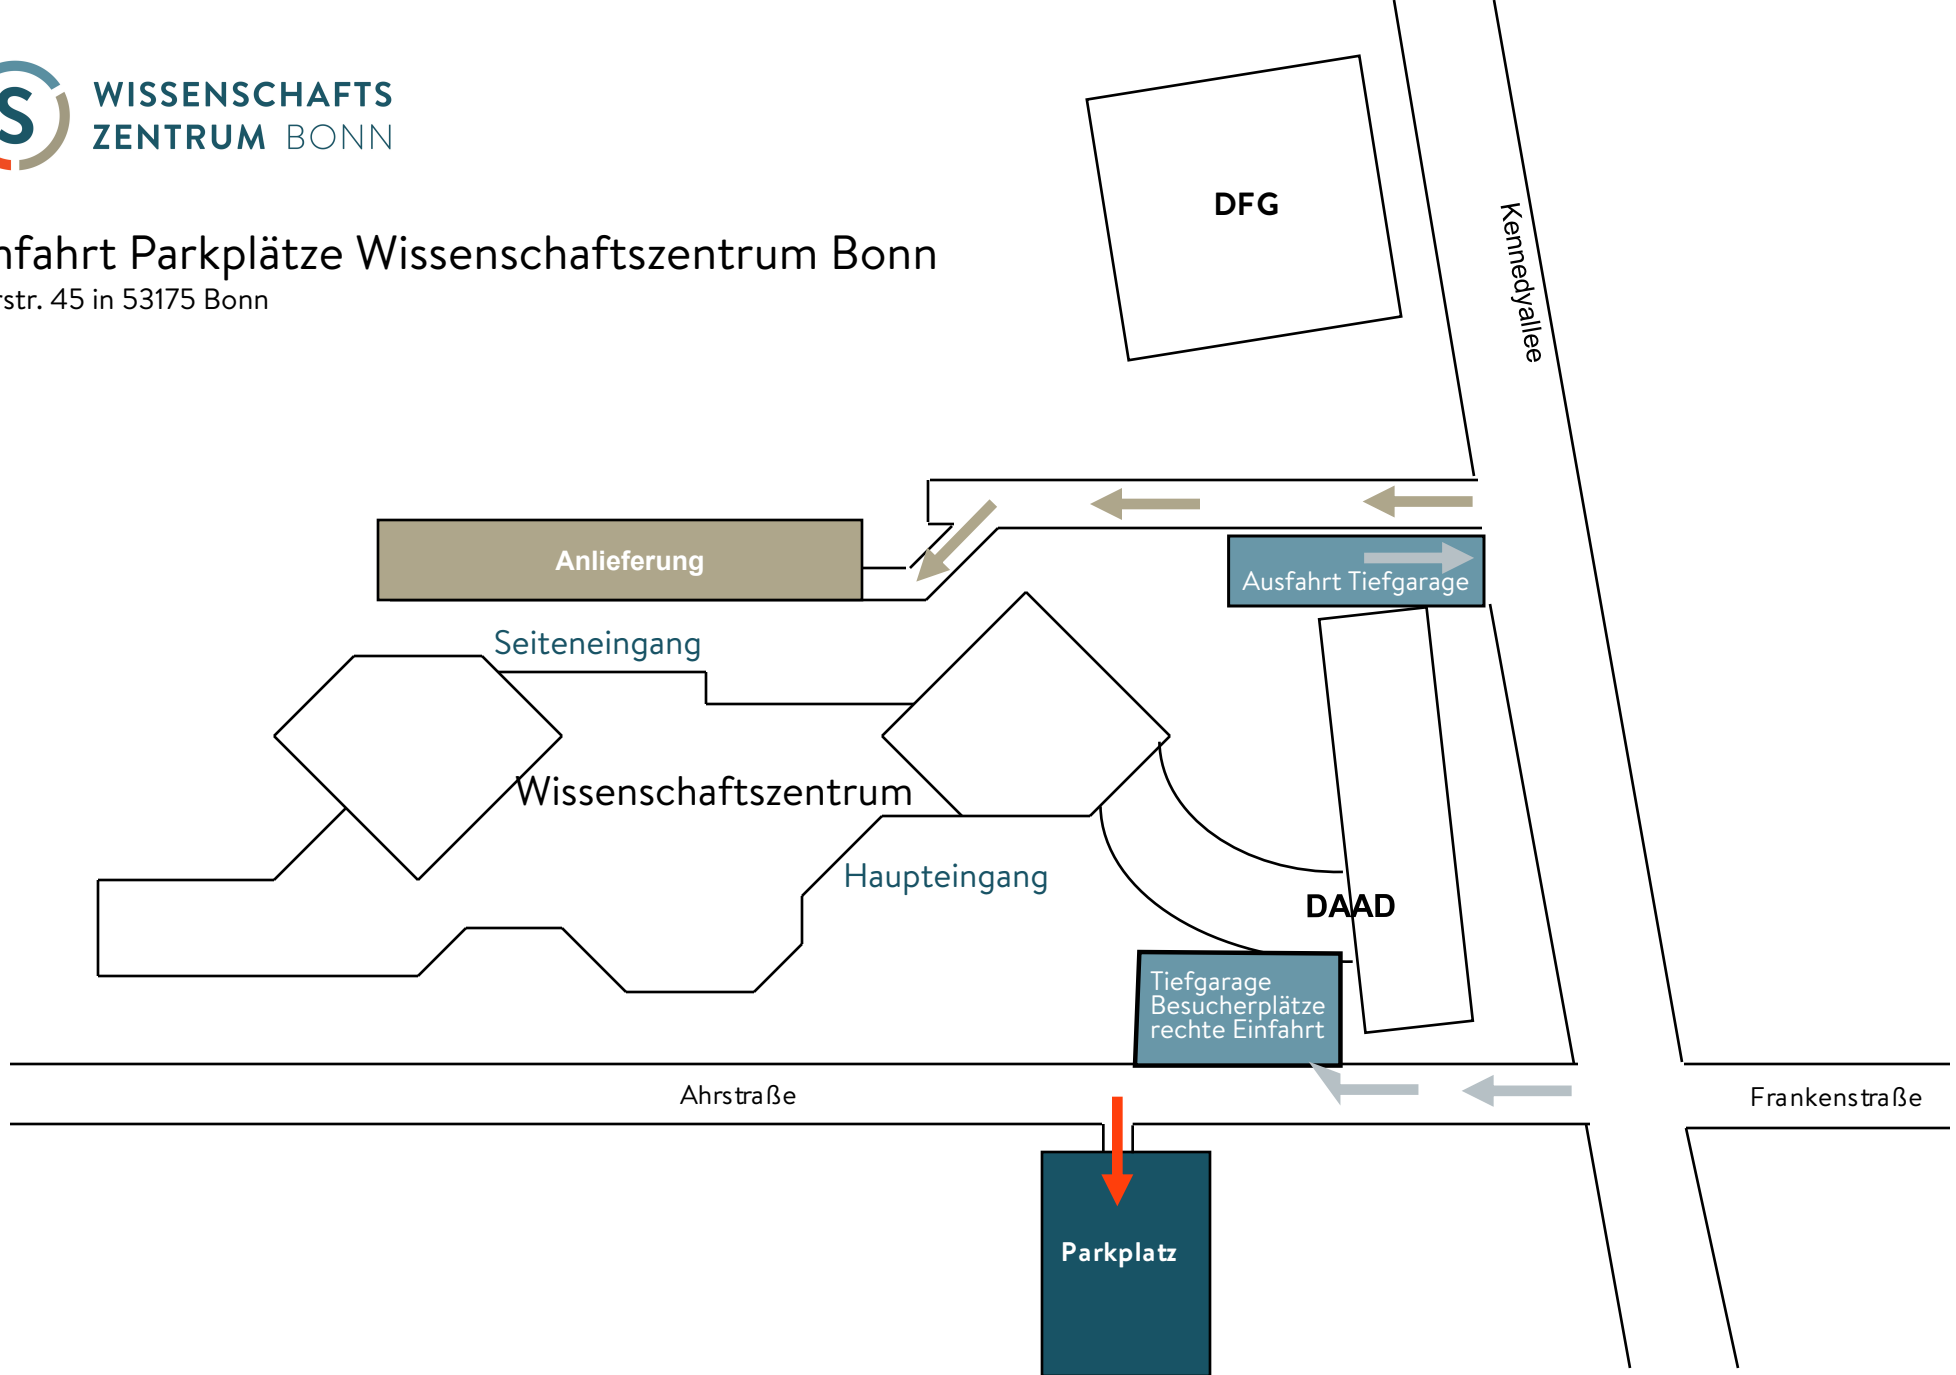 S WISSENSCHAFTS
ZENTRUM BONN
nfahrt Parkplätze Wissenschaftszentrum Bonn
rstr. 45 in 53175 Bonn
DFG
Kennedyallee
Anlieferung
Ausfahrt Tiefgarage
Seiteneingang
Wissenschaftszentrum
Haupteingang
DAAD
Tiefgarage
Besucherplätze
rechte Einfahrt
Ahrstraße
Frankenstraße
Parkplatz